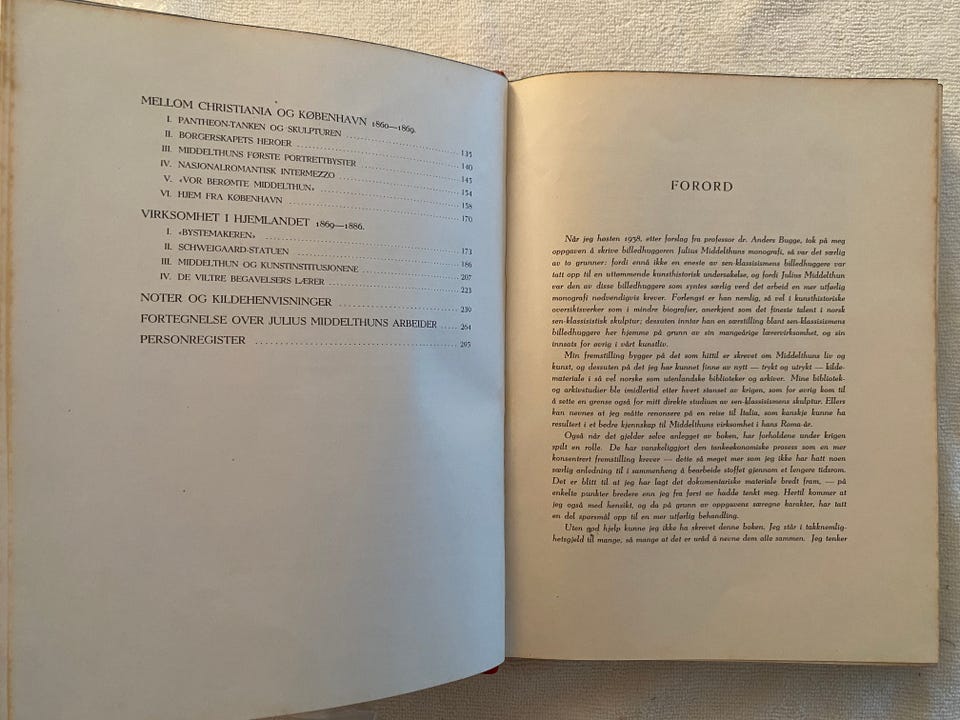 MELLOM CHRISTIANIA OG KØBENHAVN 1860—1869.
I. PANTHEON-TANKEN OG SKULPTUREN ........ 135
II. BORGERSKAPETS HEROER ........ 140
III. MIDDELTHUNS FØRSTE PORTRETTBYSTER ........ 145
IV. NASJONALROMANTISK INTERMEZZO ........ 154
V. «VOR BERØMTE MIDDELTHUN» ........ 158
VI. HJEM FRA KØBENHAVN ........ 170
VIRKSOMHET I HJEMLANDET 1869—1886.
I. «BYSTEMAKEREN» ........ 173
II. SCHWEIGAARD-STATUEN ........ 186
III. MIDDELTHUN OG KUNSTINSTITUSJONENE ........ 207
IV. DE VILTRE BEGAVELSERS LÆRER ........ 223
NOTER OG KILDEHENVISNINGER ........ 230
FORTEGNELSE OVER JULIUS MIDDELTHUNS ARBEIDER ..... 264
PERSONREGISTER ........ 295
FORORD
Når jeg høsten 1938, etter forslag fra professor dr. Anders Bugge, tok på meg
oppgaven å skrive billedhuggeren Julius Middelthuns monografi, så var det særlig
av to grunner: fordi ennå ikke en eneste av sen-klassisismens billedhuggere var
tatt opp til en uttømmende kunsthistorisk undersøkelse, og fordi Julius Middelthun
var den av disse billedhuggere som syntes særlig verd det arbeid en mer utførlig
monografi nødvendigvis krever. Forlengst er han nemlig, så vel i kunsthistoriske
oversiktsverker som i mindre biografier, anerkjent som det fineste talent i norsk
sen-klassisistisk skulptur; dessuten inntar han en særstilling blant sen-klassisismens
billedhuggere her hjemme på grunn av sin mangeårige lærervirksomhet, og sin
innsats for øvrig i vårt kunstliv.
Min fremstilling bygger på det som hittil er skrevet om Middelthuns liv og
kunst, og dessuten på det jeg har kunnet finne av nytt — trykt og utrykt — kilde-
materiale i så vel norske som utenlandske biblioteker og arkiver. Mine bibliotek-
og arkivstudier ble imidlertid etter hvert stanset av krigen, som for øvrig kom til
å sette en grense også for mitt direkte studium av sen-klassisismens skulptur. Ellers
kan nevnes at jeg måtte renonsere på en reise til Italia, som kanskje kunne ha
resultert i et bedre kjennskap til Middelthuns virksomhet i hans Roma-år.
Også når det gjelder selve anlegget av boken, har forholdene under krigen
spilt en rolle. De har vanskeliggjort den tankeøkonomiske prosess som en mer
konsentrert fremstilling krever — dette så meget mer som jeg ikke har hatt noen
særlig anledning til i sammenheng å bearbeide stoffet gjennom et lengere tidsrom.
Det er blitt til at jeg har lagt det dokumentariske materiale bredt fram, — på
enkelte punkter bredere enn jeg fra først av hadde tenkt meg. Hertil kommer at
jeg også med hensikt, og da på grunn av oppgavens særegne karakter, har tatt
en del spørsmål opp til en mer utførlig behandling.
Uten god hjelp kunne jeg ikke ha skrevet denne boken. Jeg står i takknemlig-
hetsgjeld til mange, så mange at det er uråd å nevne dem alle sammen. Jeg tenker